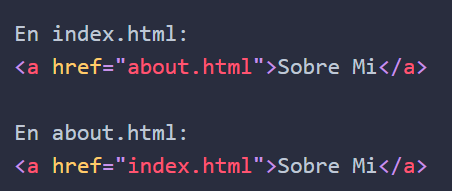 En index.html:
<a href="about.html">Sobre Mi</a>
En about.html:
<a href="index.html">Sobre Mi</a>